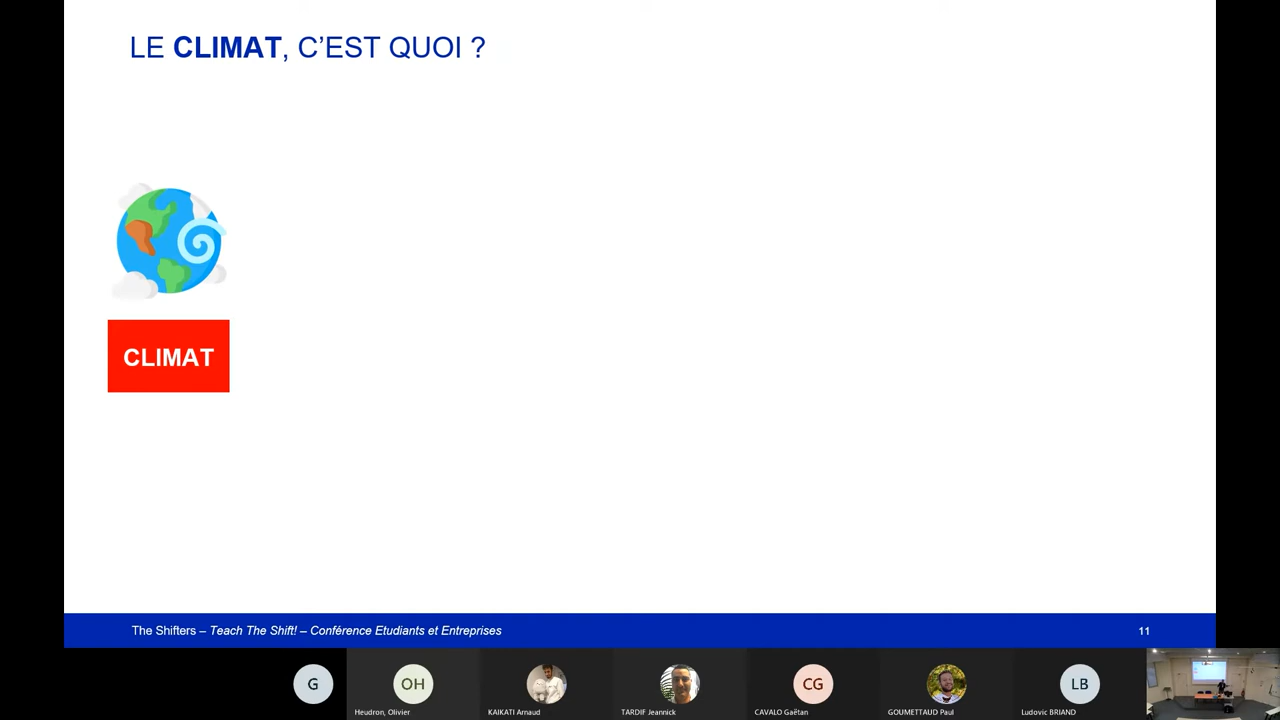 LE CLIMAT, C’EST QUOI ?
CLIMAT
The Shifters – Teach The Shift! – Conférence Etudiants et Entreprises
11
G
OH
CG
LB
Heudron, Olivier
KAIKATI Arnaud
TARDIF Jeannick
CAVALO Gaëtan
GOUMETTAUD Paul
Ludovic BRIAND